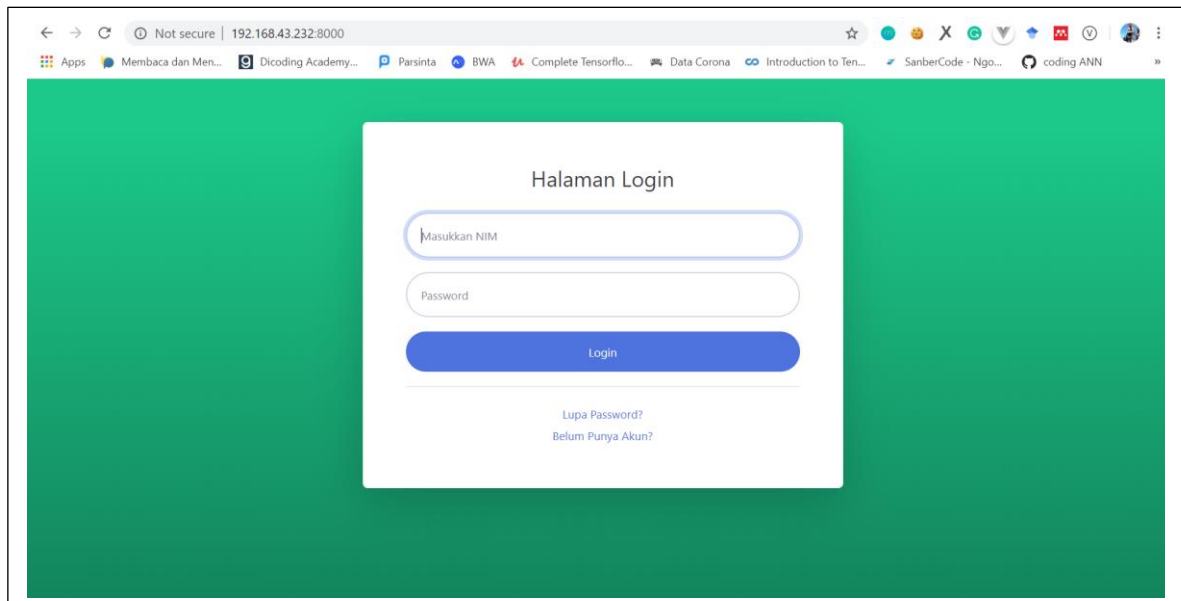 Not secure | 192.168.43.232:8000
Apps Membaca dan Men... Dicoding Academy... Parsinta BWA Complete Tensorflo... Data Corona Introduction to Ten... SanberCode - Ngo... coding ANN »
Halaman Login
Masukkan NIM
Password
Login
Lupa Password?
Belum Punya Akun?